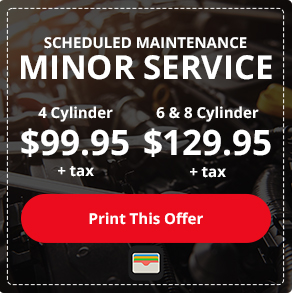 SCHEDULED MAINTENANCE
MINOR SERVICE
4 Cylinder 6 & 8 Cylinder
$99.95 $129.95
+ tax + tax
Print This Offer